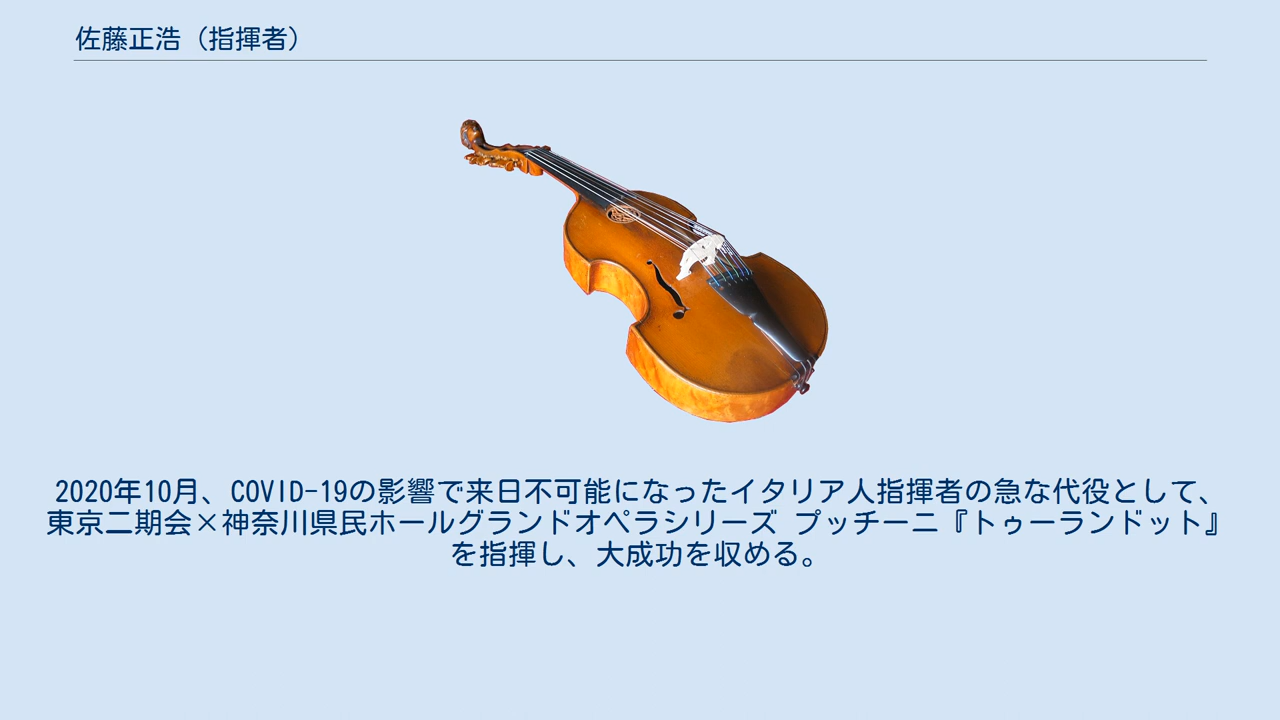 佐藤正浩（指揮者）
2020年10月、COVID-19の影響で来日不可能になったイタリア人指揮者の急な代役として、
東京二期会×神奈川県民ホールグランドオペラシリーズ プッチーニ『トゥーランドット』
を指揮し、大成功を収める。